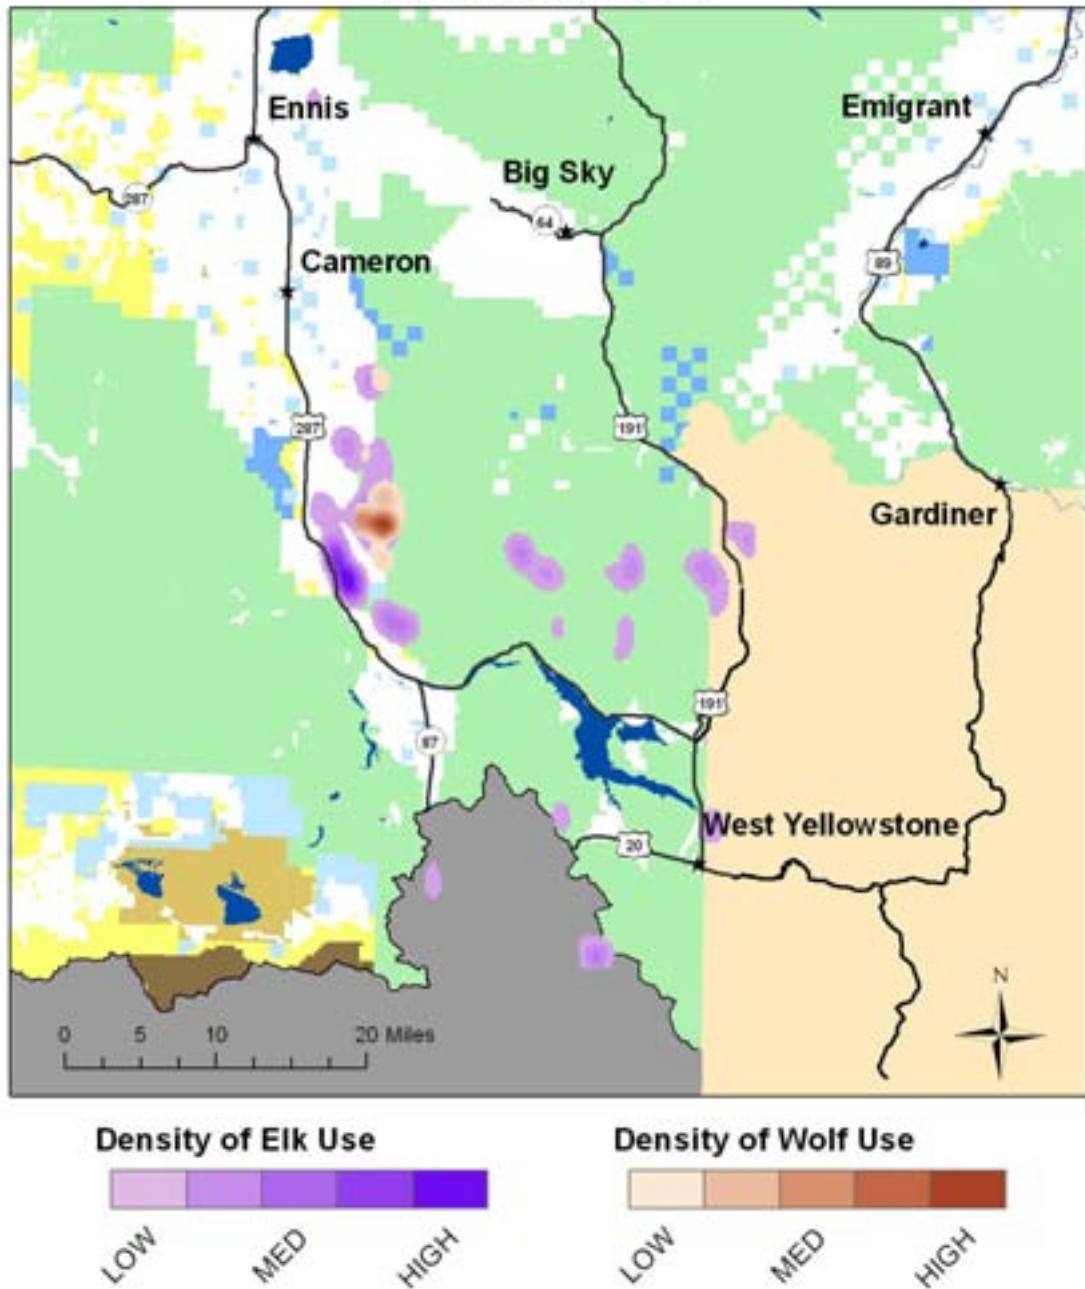 Ennis
Emigrant
Big Sky
287
64
Cameron
89
287
191
Gardiner
191
87
West Yellowstone
20
N
0 5 10 20 Miles
Density of Elk Use
Density of Wolf Use
LOW MED HIGH
LOW MED HIGH